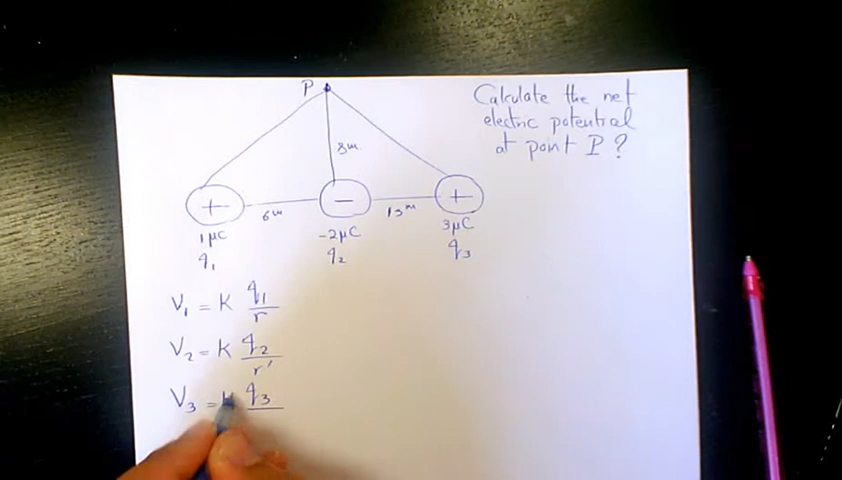 P
Calculate the net
electric potential
at point P?
8m
+
-
+
6m
15m
1μC
-2μC
3μC
q1
q2
q3
V1 = K q1/r
V2 = K q2/r'
V3 = K q3